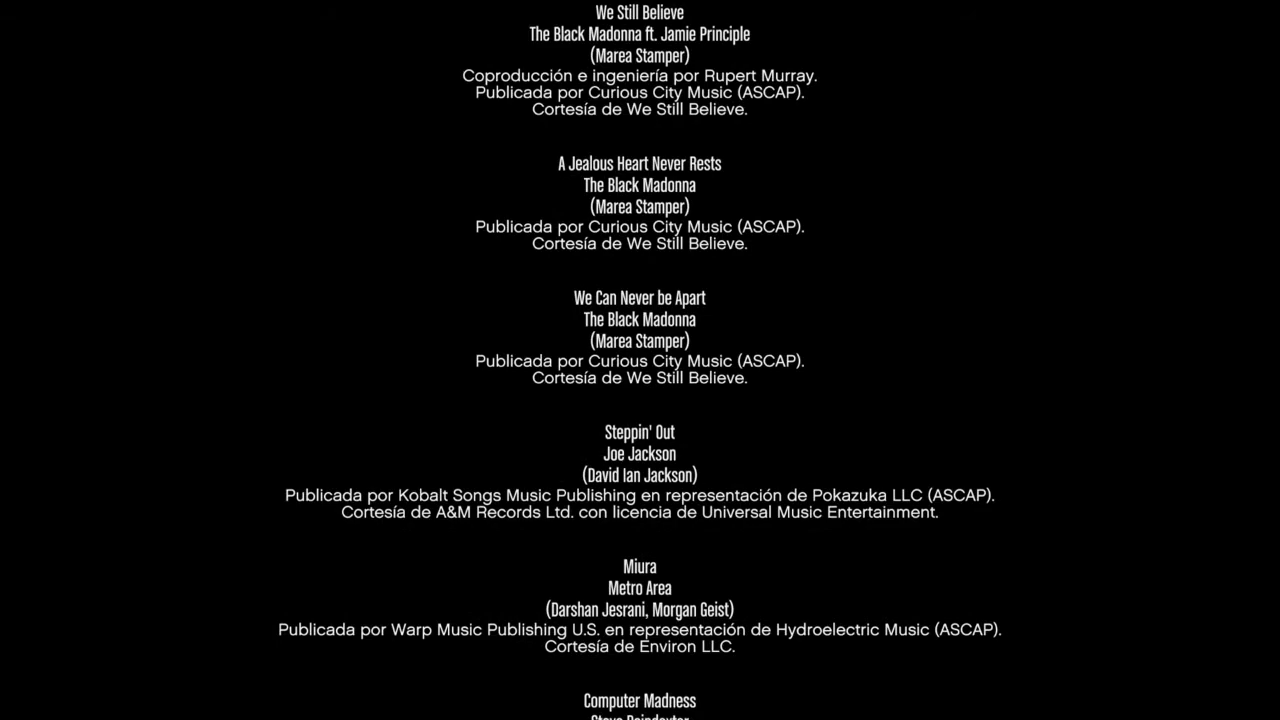 We Still Believe
The Black Madonna ft. Jamie Principle
(Marea Stamper)
Coproducción e ingeniería por Rupert Murray.
Publicada por Curious City Music (ASCAP).
Cortesía de We Still Believe.
A Jealous Heart Never Rests
The Black Madonna
(Marea Stamper)
Publicada por Curious City Music (ASCAP).
Cortesía de We Still Believe.
We Can Never be Apart
The Black Madonna
(Marea Stamper)
Publicada por Curious City Music (ASCAP).
Cortesía de We Still Believe.
Steppin' Out
Joe Jackson
(David Ian Jackson)
Publicada por Kobalt Songs Music Publishing en representación de Pokazuka LLC (ASCAP).
Cortesía de A&M Records Ltd. con licencia de Universal Music Entertainment.
Miura
Metro Area
(Darshan Jesrani, Morgan Geist)
Publicada por Warp Music Publishing U.S. en representación de Hydroelectric Music (ASCAP).
Cortesía de Environ LLC.
Computer Madness